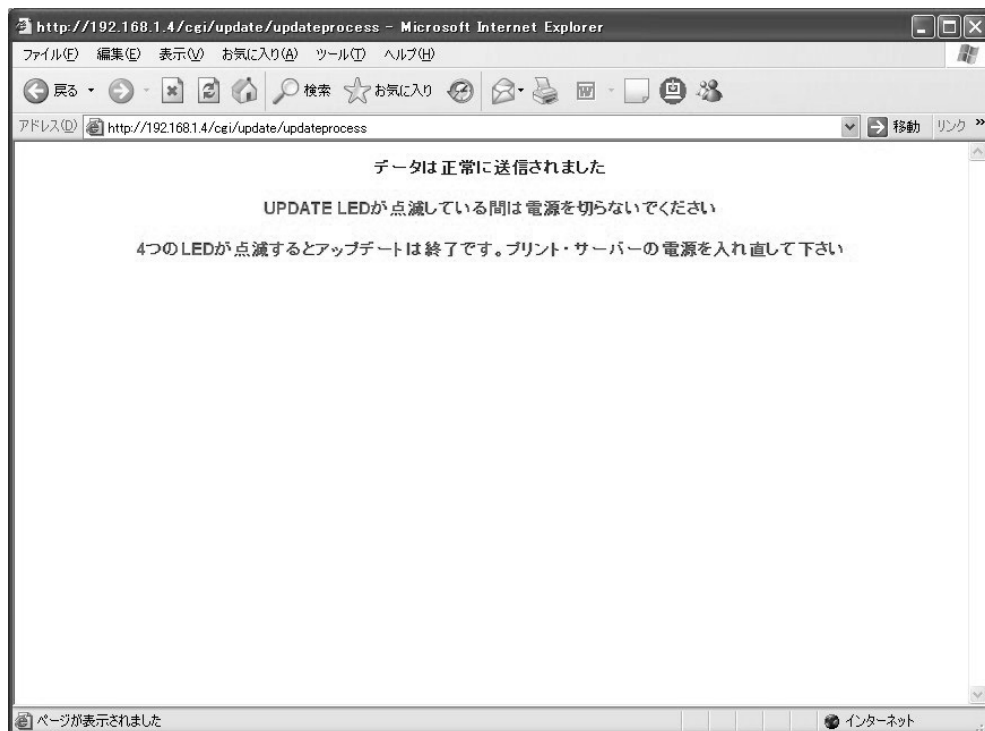 http://192.168.1.4/cgi/update/updateprocess - Microsoft Internet Explorer
ファイル(F) 編集(E) 表示(V) お気に入り(A) ツール(T) ヘルプ(H)
戻る 検索 お気に入り
アドレス(D) http://192.168.1.4/cgi/update/updateprocess 移動 リンク »
データは正常に送信されました
UPDATE LEDが点滅している間は電源を切らないでください
4つのLEDが点滅するとアップデートは終了です。プリント・サーバーの電源を入れ直して下さい
ページが表示されました インターネット